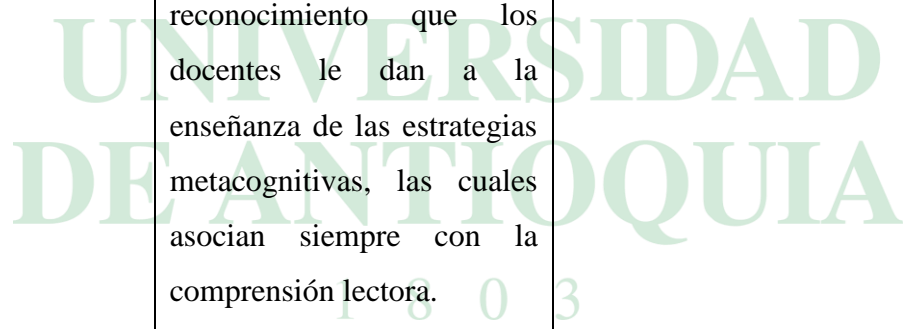 UNIVERSIDAD
DE ANTIOQUIA
1 8 0 3
reconocimiento que los
docentes le dan a la
enseñanza de las estrategias
metacognitivas, las cuales
asocian siempre con la
comprensión lectora.